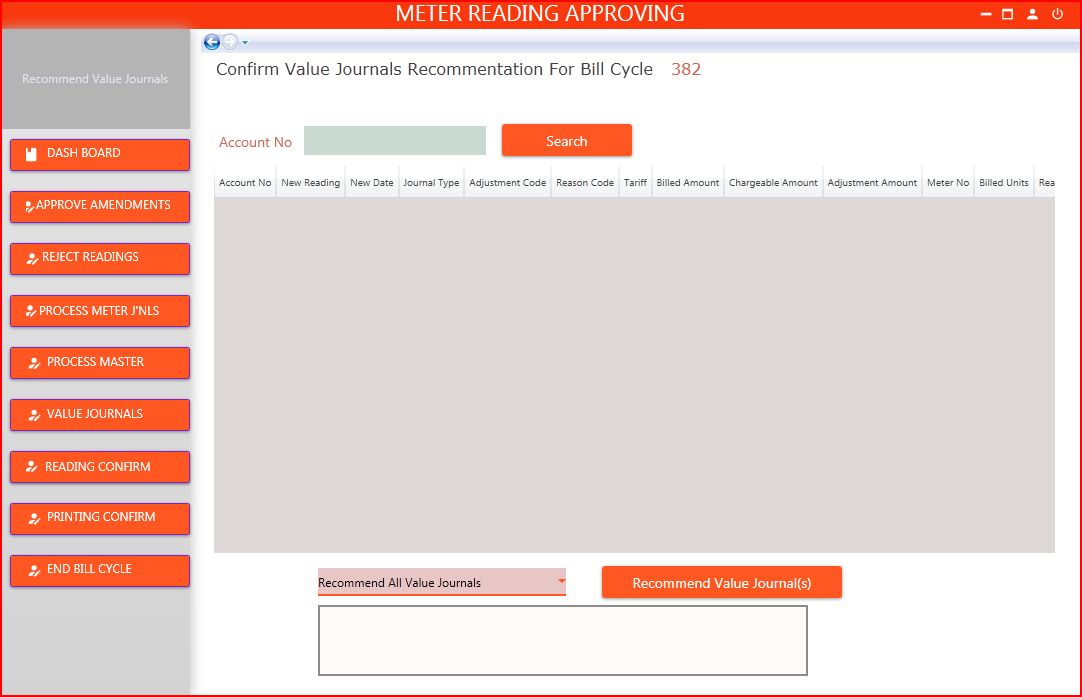 METER READING APPROVING
Recommend Value Journals
Confirm Value Journals Recommentation For Bill Cycle 382
Account No Search
Account No New Reading New Date Journal Type Adjustment Code Reason Code Tariff Billed Amount Chargeable Amount Adjustment Amount Meter No Billed Units Rea
DASH BOARD
APPROVE AMENDMENTS
REJECT READINGS
PROCESS METER J'NLS
PROCESS MASTER
VALUE JOURNALS
READING CONFIRM
PRINTING CONFIRM
END BILL CYCLE
Recommend All Value Journals Recommend Value Journal(s)